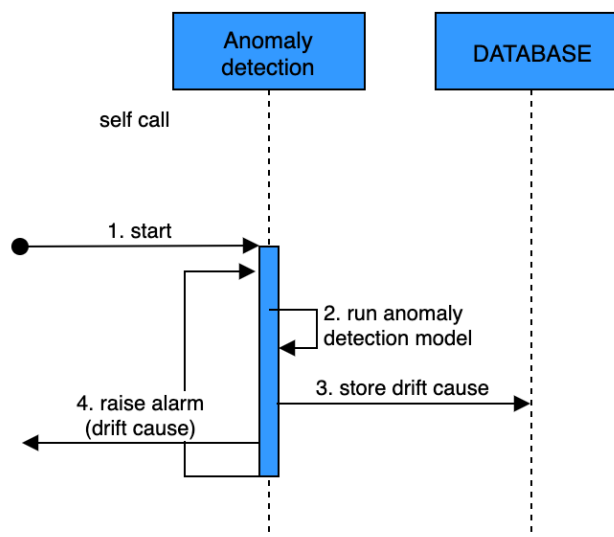 Anomaly
detection
DATABASE
self call
1. start
2. run anomaly
detection model
3. store drift cause
4. raise alarm
(drift cause)